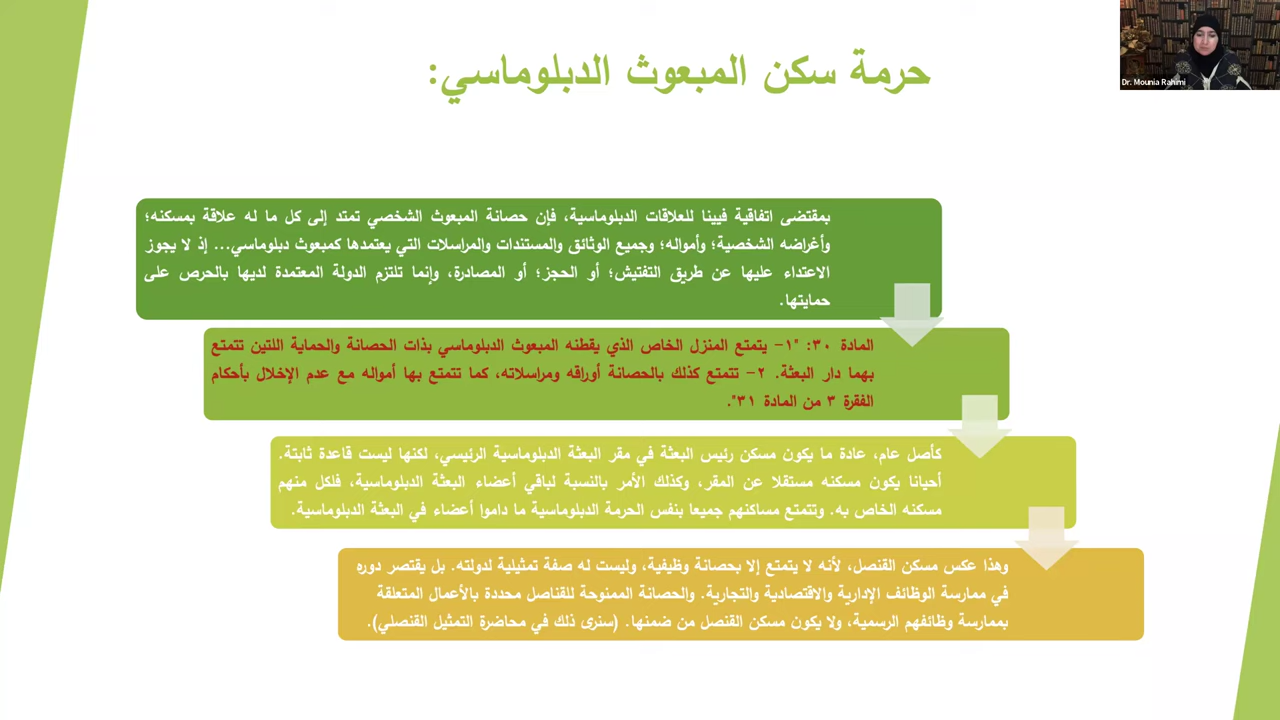 حرمة سكن المبعوث الدبلوماسي:
Dr. Mounia Rahimi
بمقتضى اتفاقية فيينا للعلاقات الدبلوماسية، فإن حصانة المبعوث الشخصي تمتد إلى كل ما له علاقة بمسكنه؛
وأغراضه الشخصية؛ وأمواله؛ وجميع الوثائق والمستندات والمراسلات التي يعتمدها كمبعوث دبلوماسي... إذ لا يجوز
الاعتداء عليها عن طريق التفتيش؛ أو الحجز؛ أو المصادرة، وإنما تلتزم الدولة المعتمدة لديها بالحرص على
حمايتها.
المادة ٣٠: "١- يتمتع المنزل الخاص الذي يقطنه المبعوث الدبلوماسي بذات الحصانة والحماية اللتين تتمتع
بهما دار البعثة. ٢- تتمتع كذلك بالحصانة أوراقه ومراسلاته، كما تتمتع بها أمواله مع عدم الإخلال بأحكام
الفقرة ٣ من المادة ٣١".
كأصل عام، عادة ما يكون مسكن رئيس البعثة في مقر البعثة الدبلوماسية الرئيسي، لكنها ليست قاعدة ثابتة.
أحيانا يكون مسكنه مستقلا عن المقر، وكذلك الأمر بالنسبة لباقي أعضاء البعثة الدبلوماسية، فلكل منهم
مسكنه الخاص به. وتتمتع مساكنهم جميعا بنفس الحرمة الدبلوماسية ما داموا أعضاء في البعثة الدبلوماسية.
وهذا عكس مسكن القنصل، لأنه لا يتمتع إلا بحصانة وظيفية، وليست له صفة تمثيلية لدولته. بل يقتصر دوره
في ممارسة الوظائف الإدارية والاقتصادية والتجارية. والحصانة الممنوحة للقناصل محددة بالأعمال المتعلقة
بممارسة وظائفهم الرسمية، ولا يكون مسكن القنصل من ضمنها. (سنرى ذلك في محاضرة التمثيل القنصلي).